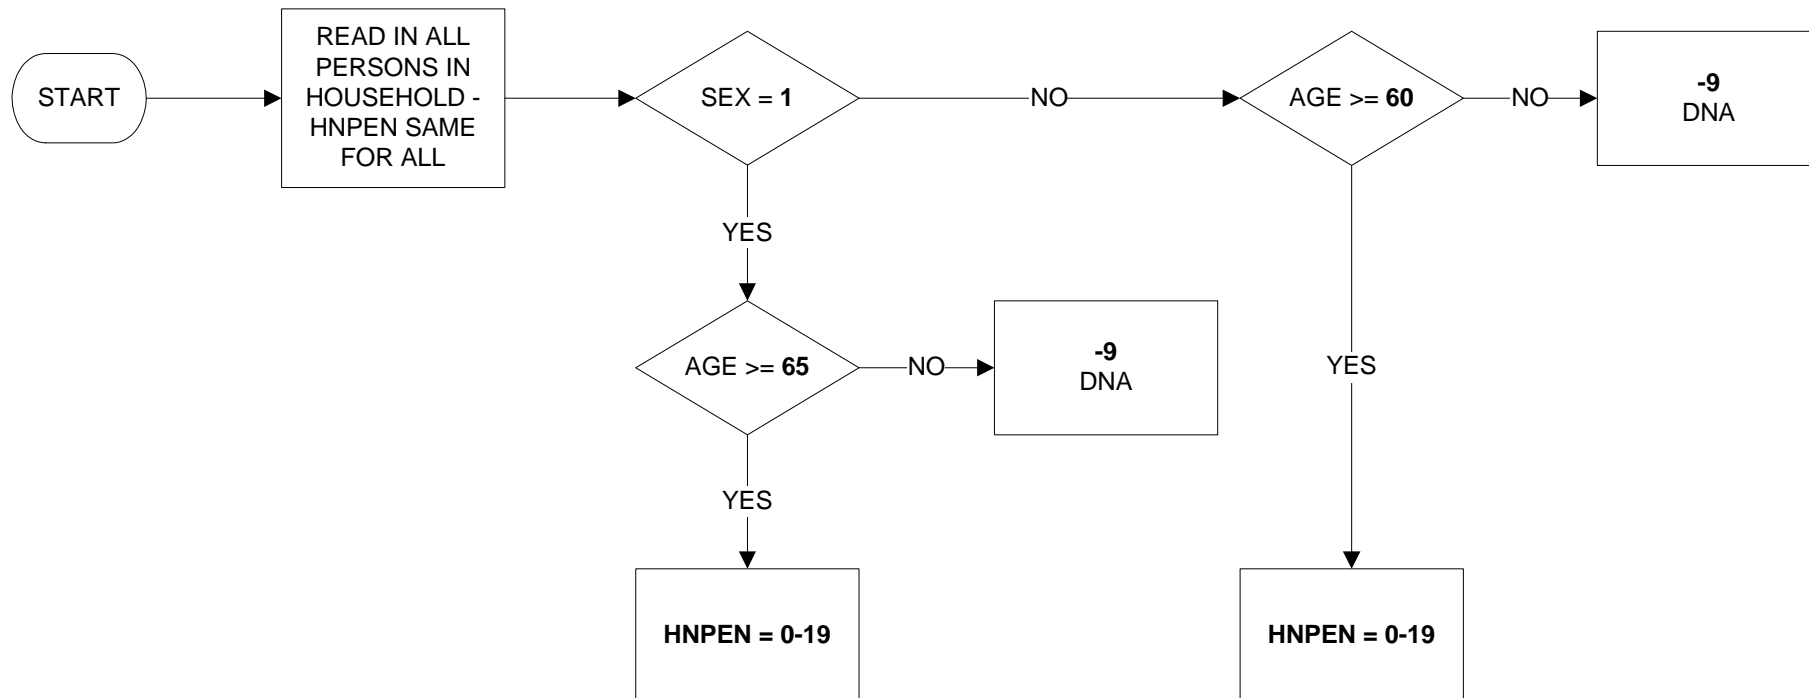 START
READ IN ALL
PERSONS IN
HOUSEHOLD -
HNPEN SAME
FOR ALL
SEX = 1
NO
AGE >= 60
NO
-9
DNA
YES
AGE >= 65
NO
-9
DNA
YES
YES
HNPEN = 0-19
HNPEN = 0-19